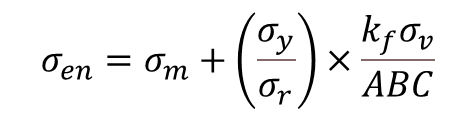 σ_en = σ_m + (σ_y / σ_r) × k_f σ_v / ABC